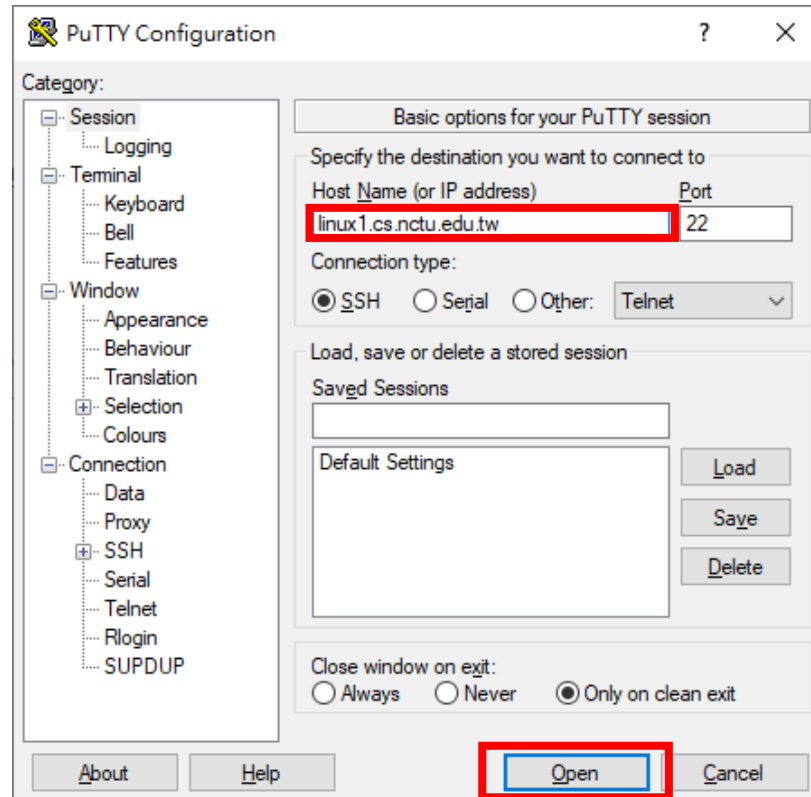 PuTTY Configuration
?
Category:
Session
Logging
Terminal
Keyboard
Bell
Features
Window
Appearance
Behaviour
Translation
Selection
Colours
Connection
Data
Proxy
SSH
Serial
Telnet
Rlogin
SUPDUP
Basic options for your PuTTY session
Specify the destination you want to connect to
Host Name (or IP address) Port
linux1.cs.nctu.edu.tw 22
Connection type:
SSH Serial Other: Telnet
Load, save or delete a stored session
Saved Sessions
Default Settings
Load
Save
Delete
Close window on exit:
Always Never Only on clean exit
About Help Open Cancel